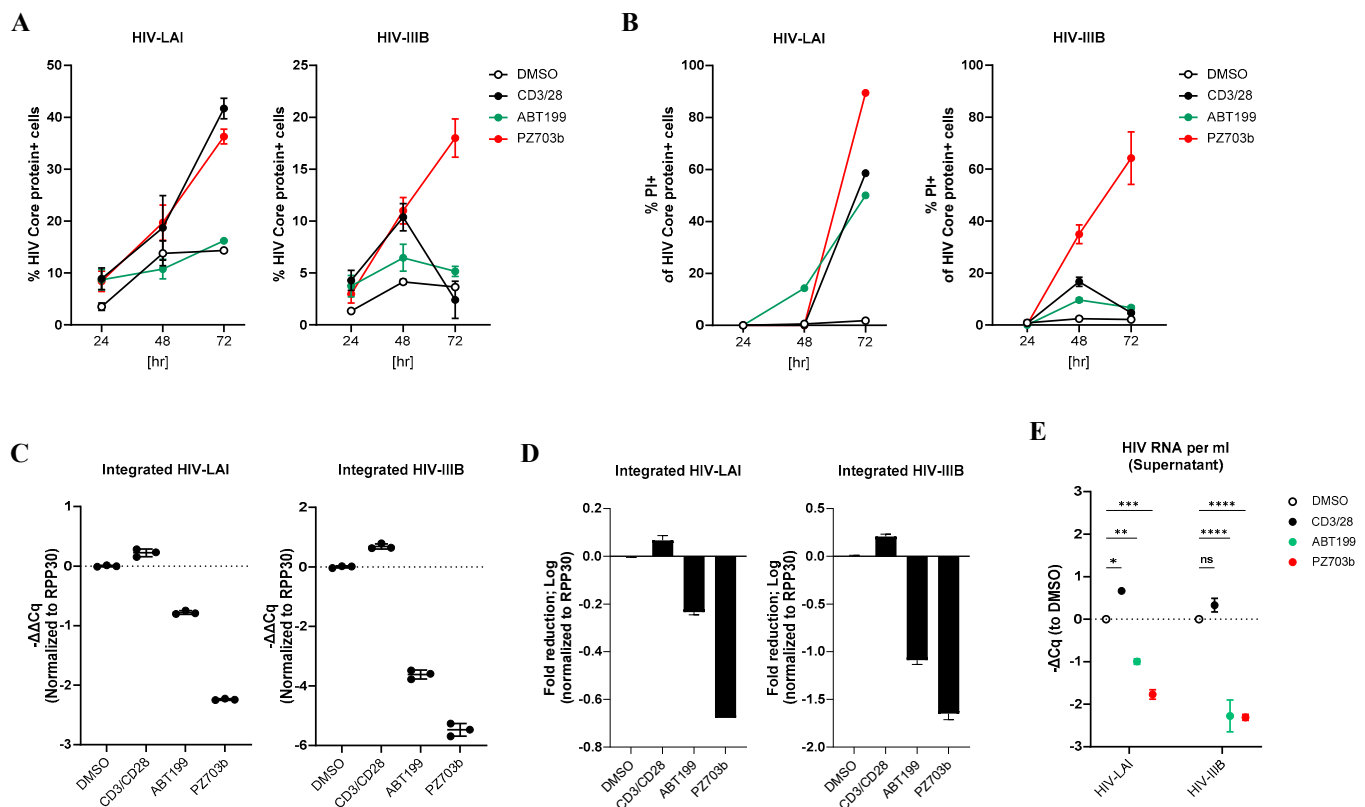 A
HIV-LAI
% HIV Core protein+ cells
50
40
30
20
10
0
24
48
72
[hr]
HIV-IIIB
% HIV Core protein+ cells
25
20
15
10
5
0
24
48
72
[hr]
DMSO
CD3/28
ABT199
PZ703b
B
HIV-LAI
% PI+
of HIV Core protein+ cells
100
80
60
40
20
0
24
48
72
[hr]
HIV-IIIB
% PI+
of HIV Core protein+ cells
100
80
60
40
20
0
24
48
72
[hr]
DMSO
CD3/28
ABT199
PZ703b
C
Integrated HIV-LAI
-ΔΔCq
(Normalized to RPP30)
1
0
-1
-2
-3
DMSO
CD3/CD28
ABT199
PZ703b
Integrated HIV-IIIB
-ΔΔCq
(Normalized to RPP30)
2
0
-2
-4
-6
DMSO
CD3/CD28
ABT199
PZ703b
D
Integrated HIV-LAI
Fold reduction; Log
(normalized to RPP30)
0.2
0.0
-0.2
-0.4
-0.6
-0.8
DMSO
CD3/CD28
ABT199
PZ703b
Integrated HIV-IIIB
Fold reduction; Log
(normalized to RPP30)
0.5
0.0
-0.5
-1.0
-1.5
-2.0
DMSO
CD3/CD28
ABT199
PZ703b
E
HIV RNA per ml
(Supernatant)
-ΔCq (to DMSO)
3
2
1
0
-1
-2
-3
***
**
*
****
****
ns
HIV-LAI
HIV-IIIB
DMSO
CD3/28
ABT199
PZ703b